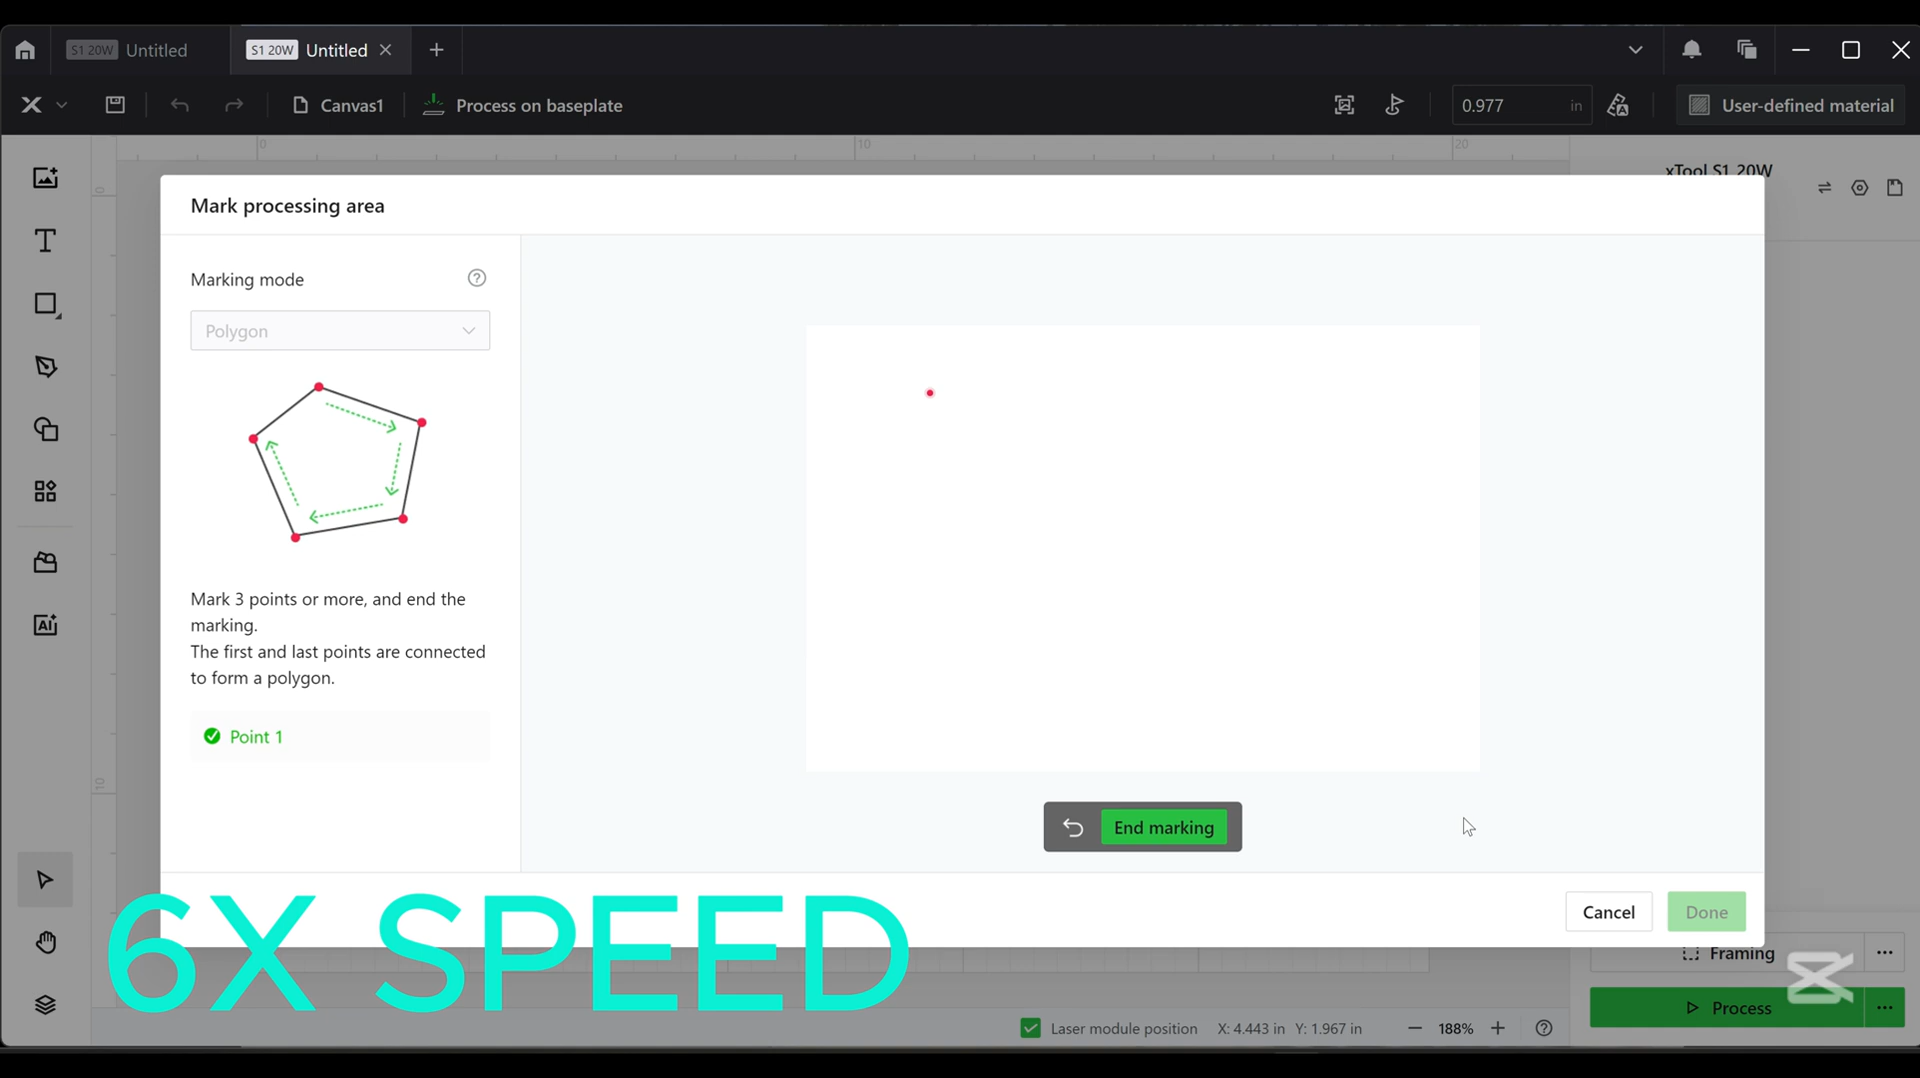 S1 20W Untitled
S1 20W Untitled
Canvas1
Process on baseplate
0.977 in
User-defined material
0
10
20
0
10
xTool S1 20W
Mark processing area
Marking mode
Polygon
Mark 3 points or more, and end the
marking.
The first and last points are connected
to form a polygon.
Point 1
End marking
Cancel
Done
6X SPEED
Framing
Process
Laser module position X: 4.443 in Y: 1.967 in
188%
AI